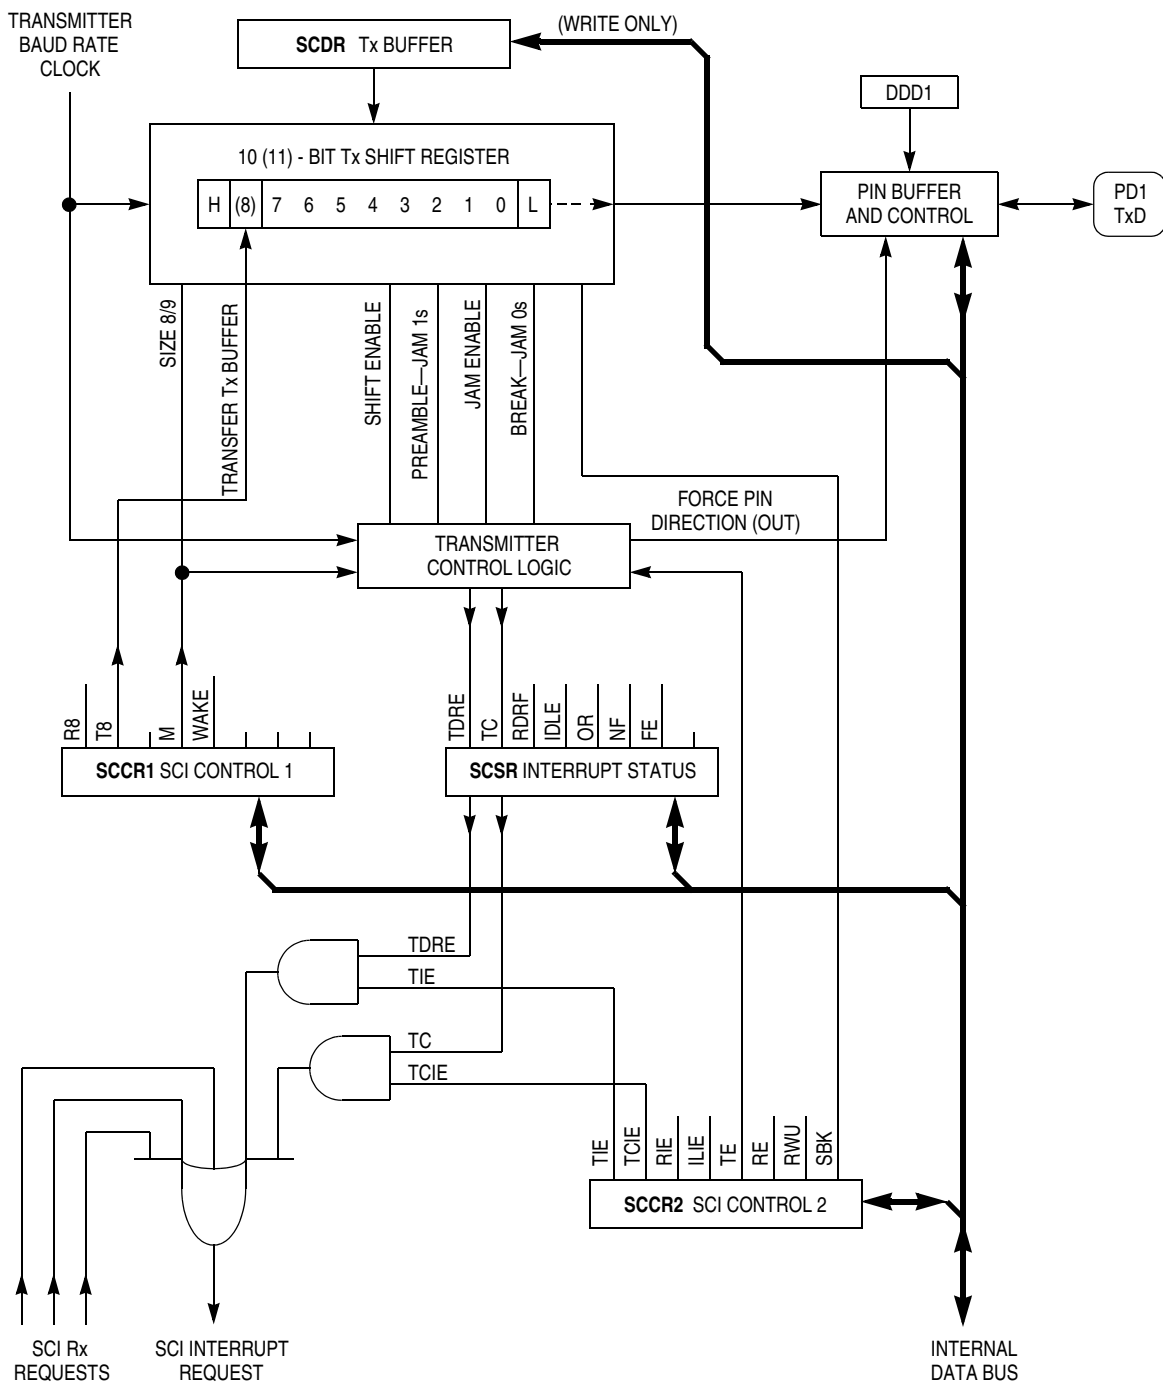 TRANSMITTER
BAUD RATE
CLOCK
SCDR Tx BUFFER
(WRITE ONLY)
DDD1
10 (11) - BIT Tx SHIFT REGISTER
H (8) 7 6 5 4 3 2 1 0 L
PIN BUFFER
AND CONTROL
PD1
TxD
SIZE 8/9
TRANSFER Tx BUFFER
SHIFT ENABLE
PREAMBLE—JAM 1s
JAM ENABLE
BREAK—JAM 0s
FORCE PIN
DIRECTION (OUT)
TRANSMITTER
CONTROL LOGIC
R8
T8
M
WAKE
TDRE
TC
RDRF
IDLE
OR
NF
FE
SCCR1 SCI CONTROL 1
SCSR INTERRUPT STATUS
TDRE
TIE
TC
TCIE
TIE
TCIE
RIE
ILIE
TE
RE
RWU
SBK
SCCR2 SCI CONTROL 2
SCI Rx
REQUESTS
SCI INTERRUPT
REQUEST
INTERNAL
DATA BUS